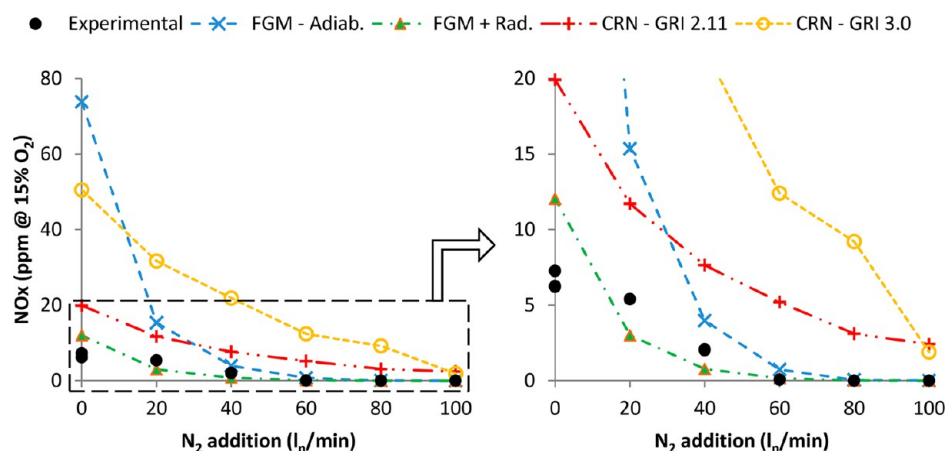 Experimental FGM - Adiab. FGM + Rad. CRN - GRI 2.11 CRN - GRI 3.0
NOx (ppm @ 15% O₂)
80
60
40
20
0
0 20 40 60 80 100
N₂ addition (lₙ/min)
20
15
10
5
0
0 20 40 60 80 100
N₂ addition (lₙ/min)